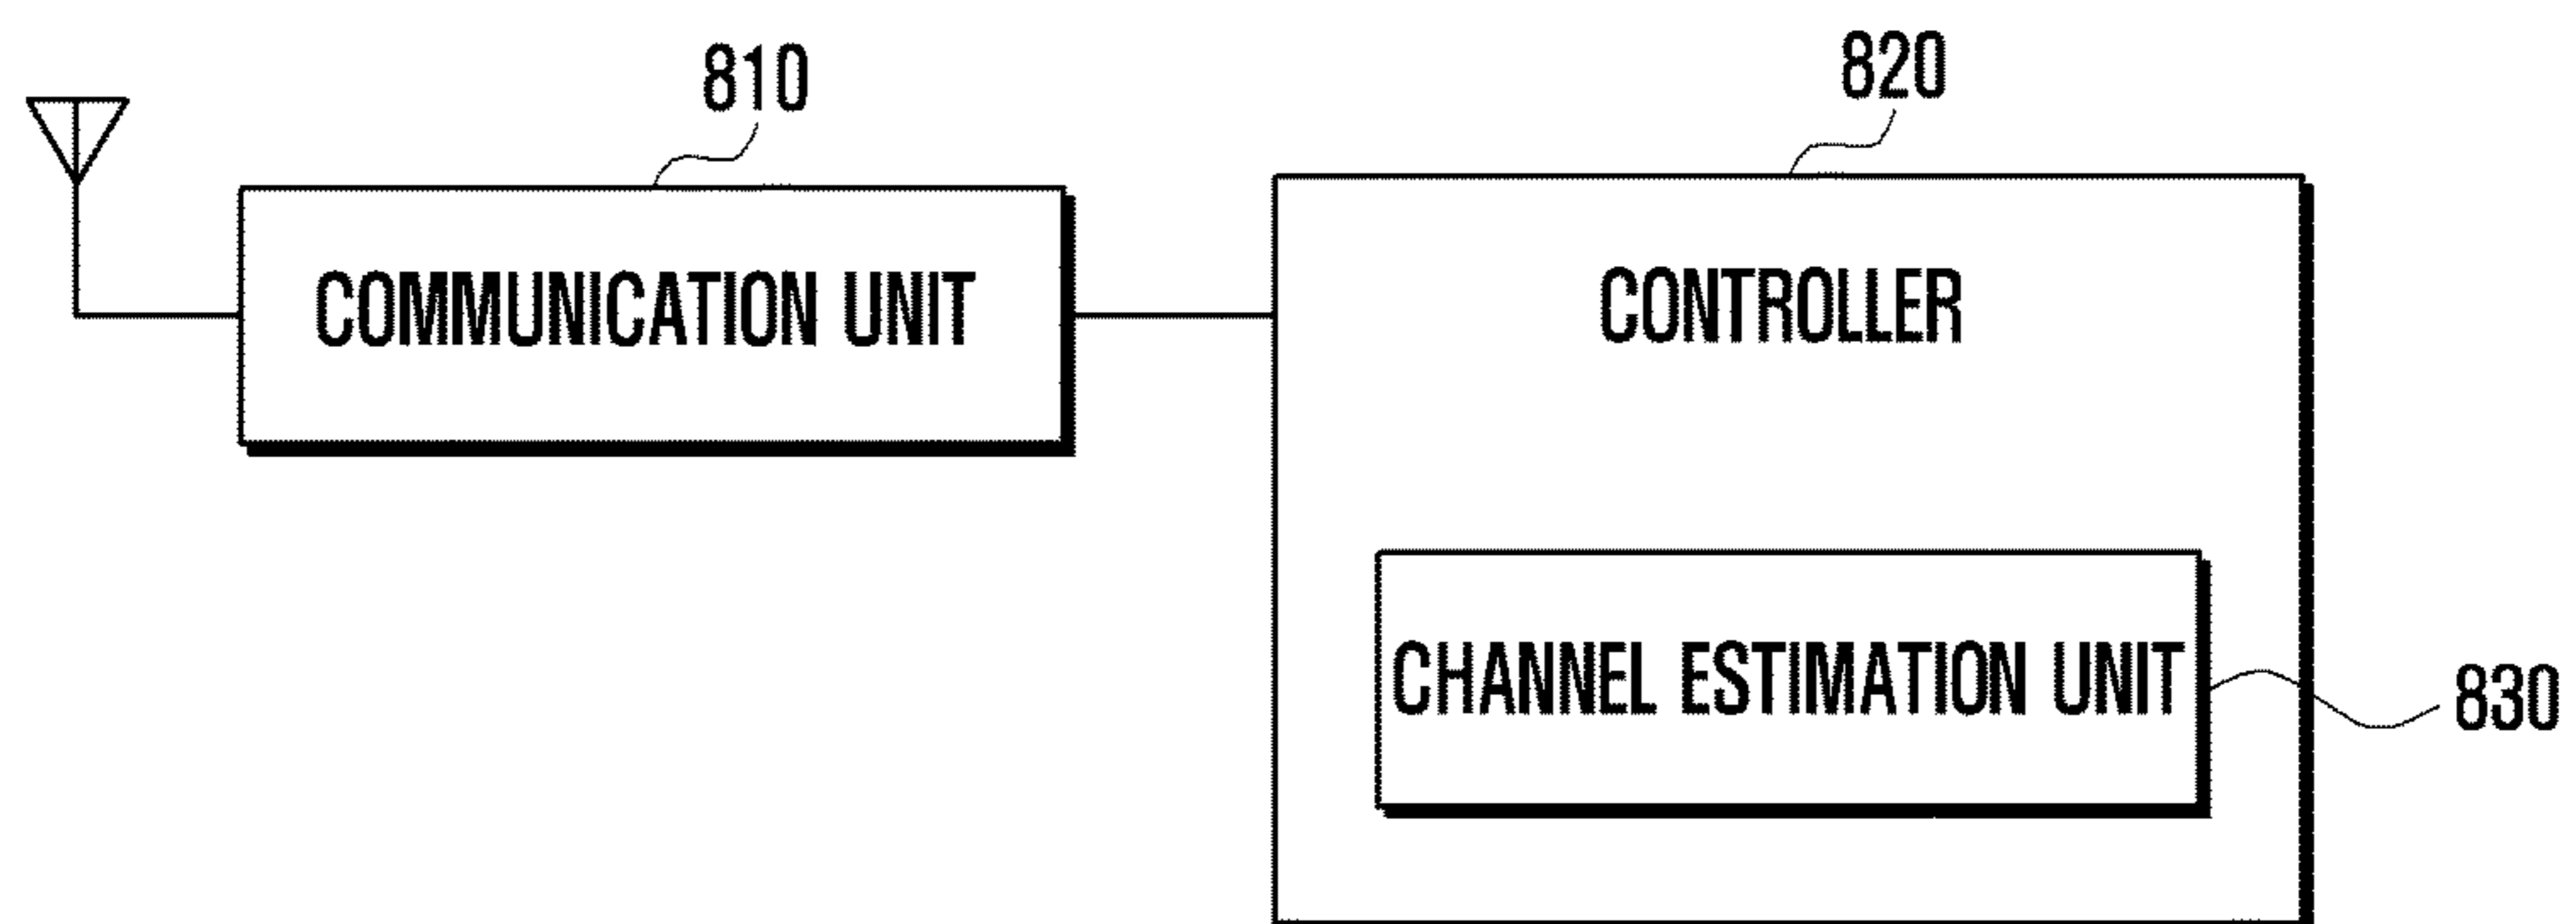 810
820
COMMUNICATION UNIT
CONTROLLER
CHANNEL ESTIMATION UNIT
830